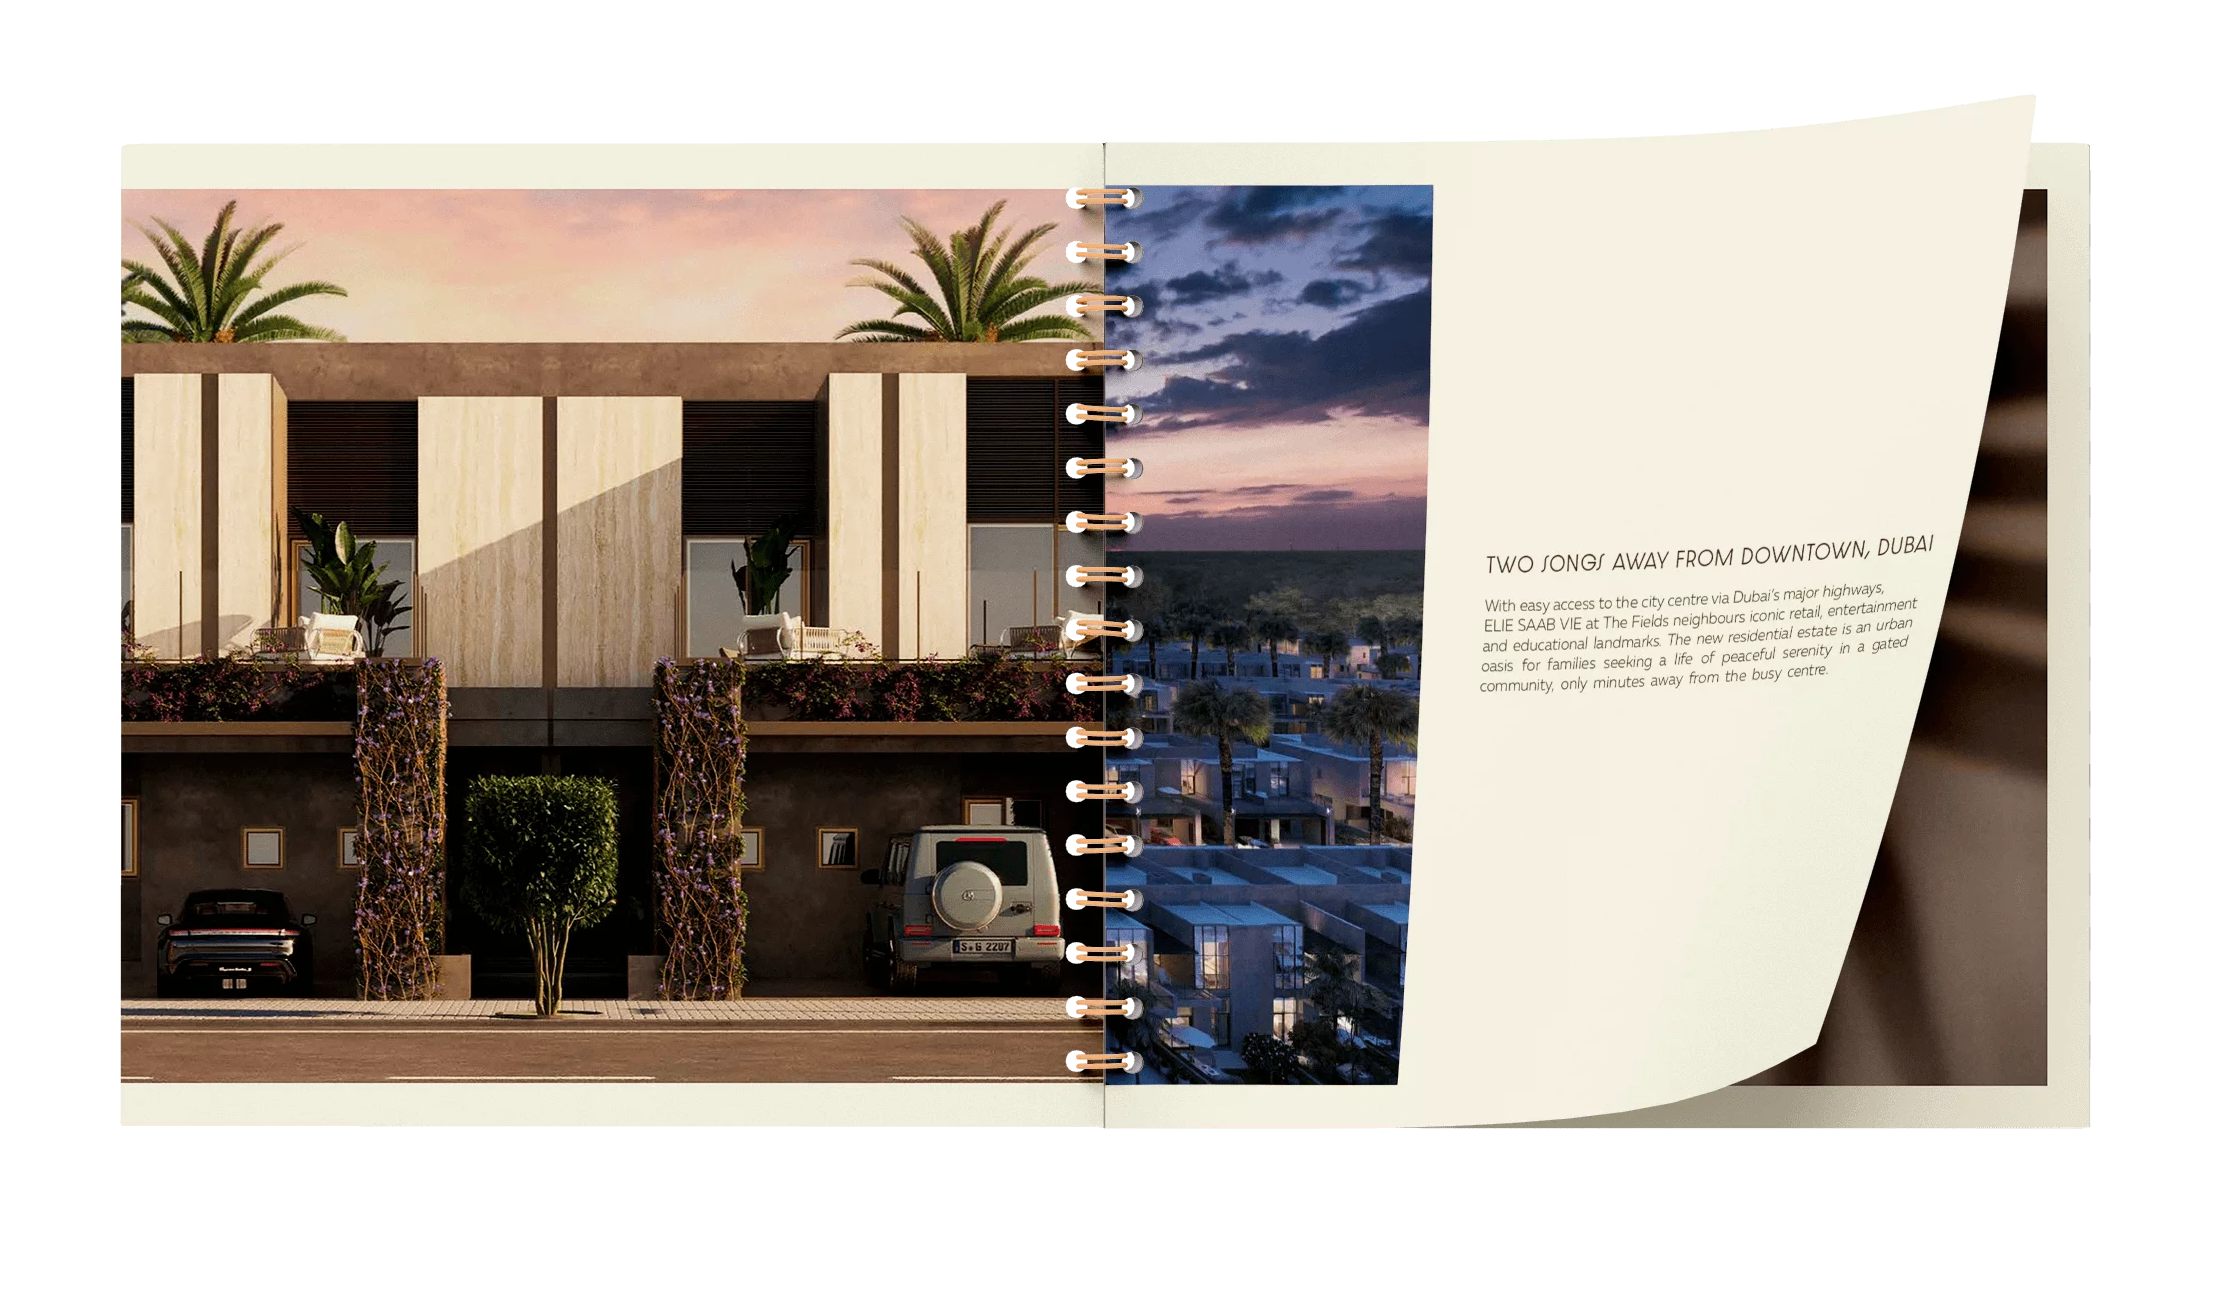 S G 2207
TWO SONGS AWAY FROM DOWNTOWN, DUBAI
With easy access to the city centre via Dubai's major highways,
ELIE SAAB VIE at The Fields neighbours iconic retail, entertainment
and educational landmarks. The new residential estate is an urban
oasis for families seeking a life of peaceful serenity in a gated
community, only minutes away from the busy centre.